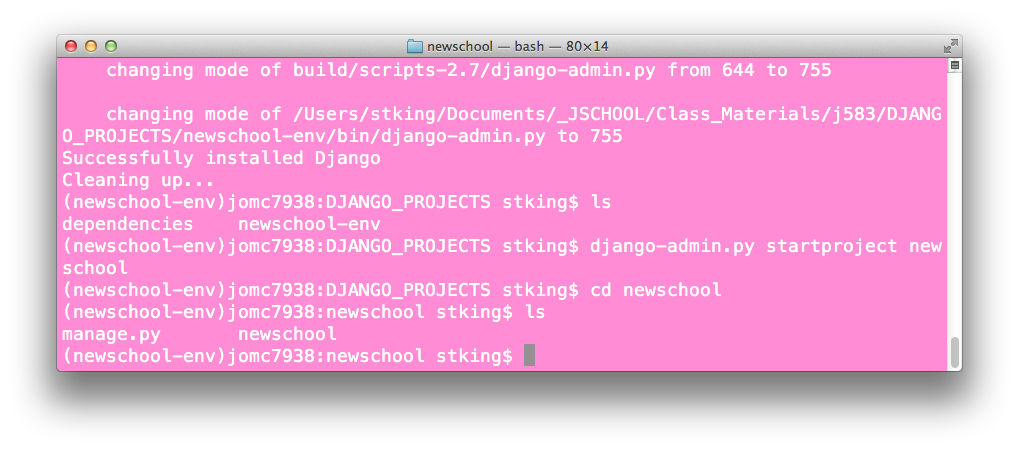 newschool — bash — 80×14
changing mode of build/scripts-2.7/django-admin.py from 644 to 755
changing mode of /Users/stking/Documents/_JSCHOOL/Class_Materials/j583/DJANG
O_PROJECTS/newschool-env/bin/django-admin.py to 755
Successfully installed Django
Cleaning up...
(newschool-env)jomc7938:DJANGO_PROJECTS stking$ ls
dependencies    newschool-env
(newschool-env)jomc7938:DJANGO_PROJECTS stking$ django-admin.py startproject new
school
(newschool-env)jomc7938:DJANGO_PROJECTS stking$ cd newschool
(newschool-env)jomc7938:newschool stking$ ls
manage.py       newschool
(newschool-env)jomc7938:newschool stking$